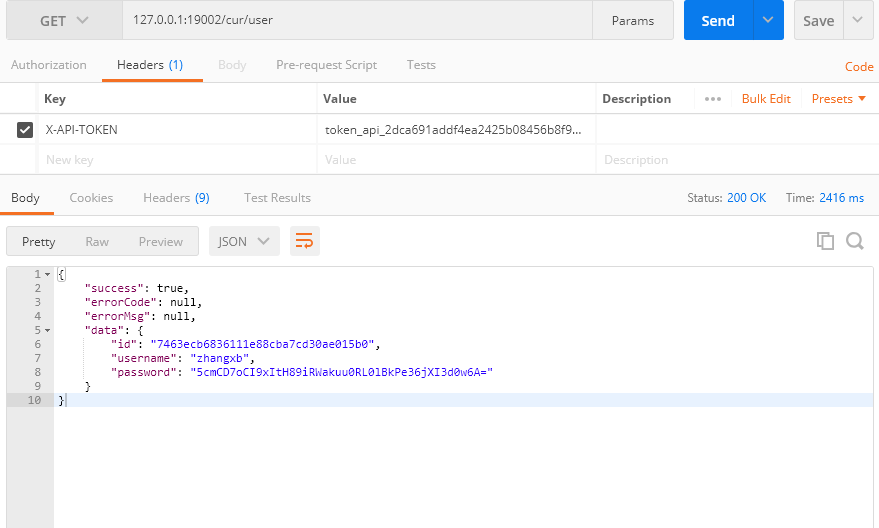 GET 127.0.0.1:19002/cur/user Params Send Save
Authorization Headers (1) Body Pre-request Script Tests Code
Key Value Description ••• Bulk Edit Presets
X-API-TOKEN token_api_2dca691addf4ea2425b08456b8f9...
New key Value Description
Body Cookies Headers (9) Test Results Status: 200 OK Time: 2416 ms
Pretty Raw Preview JSON
1 {
2 "success": true,
3 "errorCode": null,
4 "errorMsg": null,
5 "data": {
6 "id": "7463ecb6836111e88cba7cd30ae015b0",
7 "username": "zhangxb",
8 "password": "5cmCD7oCI9xItH89iRWakuu0RL0lBkPe36jXI3d0w6A="
9 }
10 }